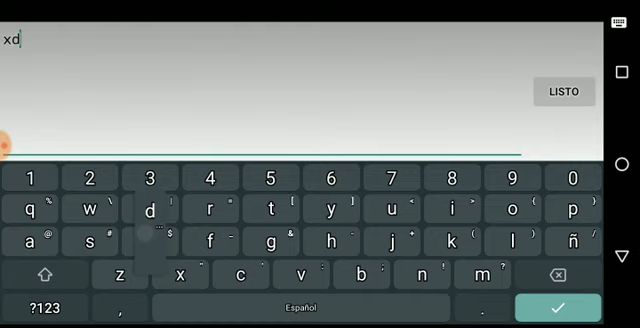 xd
LISTO
1 2 3 4 5 6 7 8 9 0
q % w \ d | r = t [ y ] u < i > o { p }
a @ s # $ f _ g & h - j + k ( l ) ñ /
z x " c ' v : b ; n ! m ?
?123 , Español .